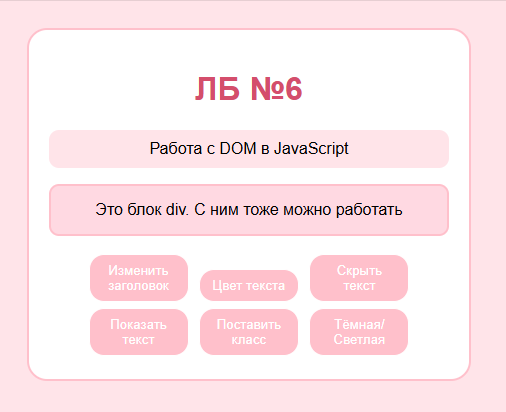 ЛБ №6
Работа с DOM в JavaScript
Это блок div. С ним тоже можно работать
Изменить
заголовок
Цвет текста
Скрыть
текст
Показать
текст
Поставить
класс
Тёмная/
Светлая